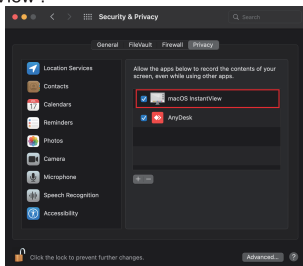 view .
Security & Privacy
Search
General FileVault Firewall Privacy
Location Services
Contacts
Calendars
Reminders
Photos
Camera
Microphone
Speech Recognition
Accessibility
Allow the apps below to record the contents of your
screen, even while using other apps.
macOS InstantView
AnyDesk
17
Click the lock to prevent further changes.
Advanced...
?